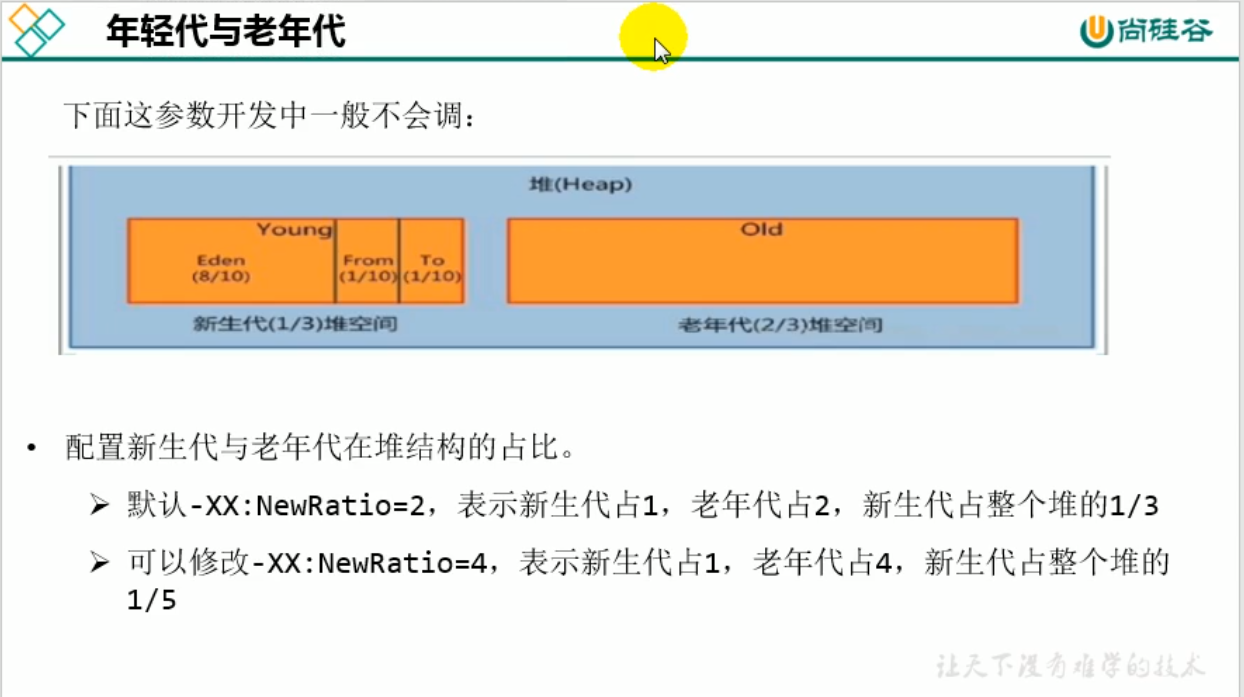 年轻代与老年代
尚硅谷
下面这参数开发中一般不会调：
堆(Heap)
Young
Old
Eden
(8/10)
From
(1/10)
To
(1/10)
新生代(1/3)堆空间
老年代(2/3)堆空间
• 配置新生代与老年代在堆结构的占比。
➢ 默认-XX:NewRatio=2，表示新生代占1，老年代占2，新生代占整个堆的1/3
➢ 可以修改-XX:NewRatio=4，表示新生代占1，老年代占4，新生代占整个堆的
1/5
让天下没有难学的技术